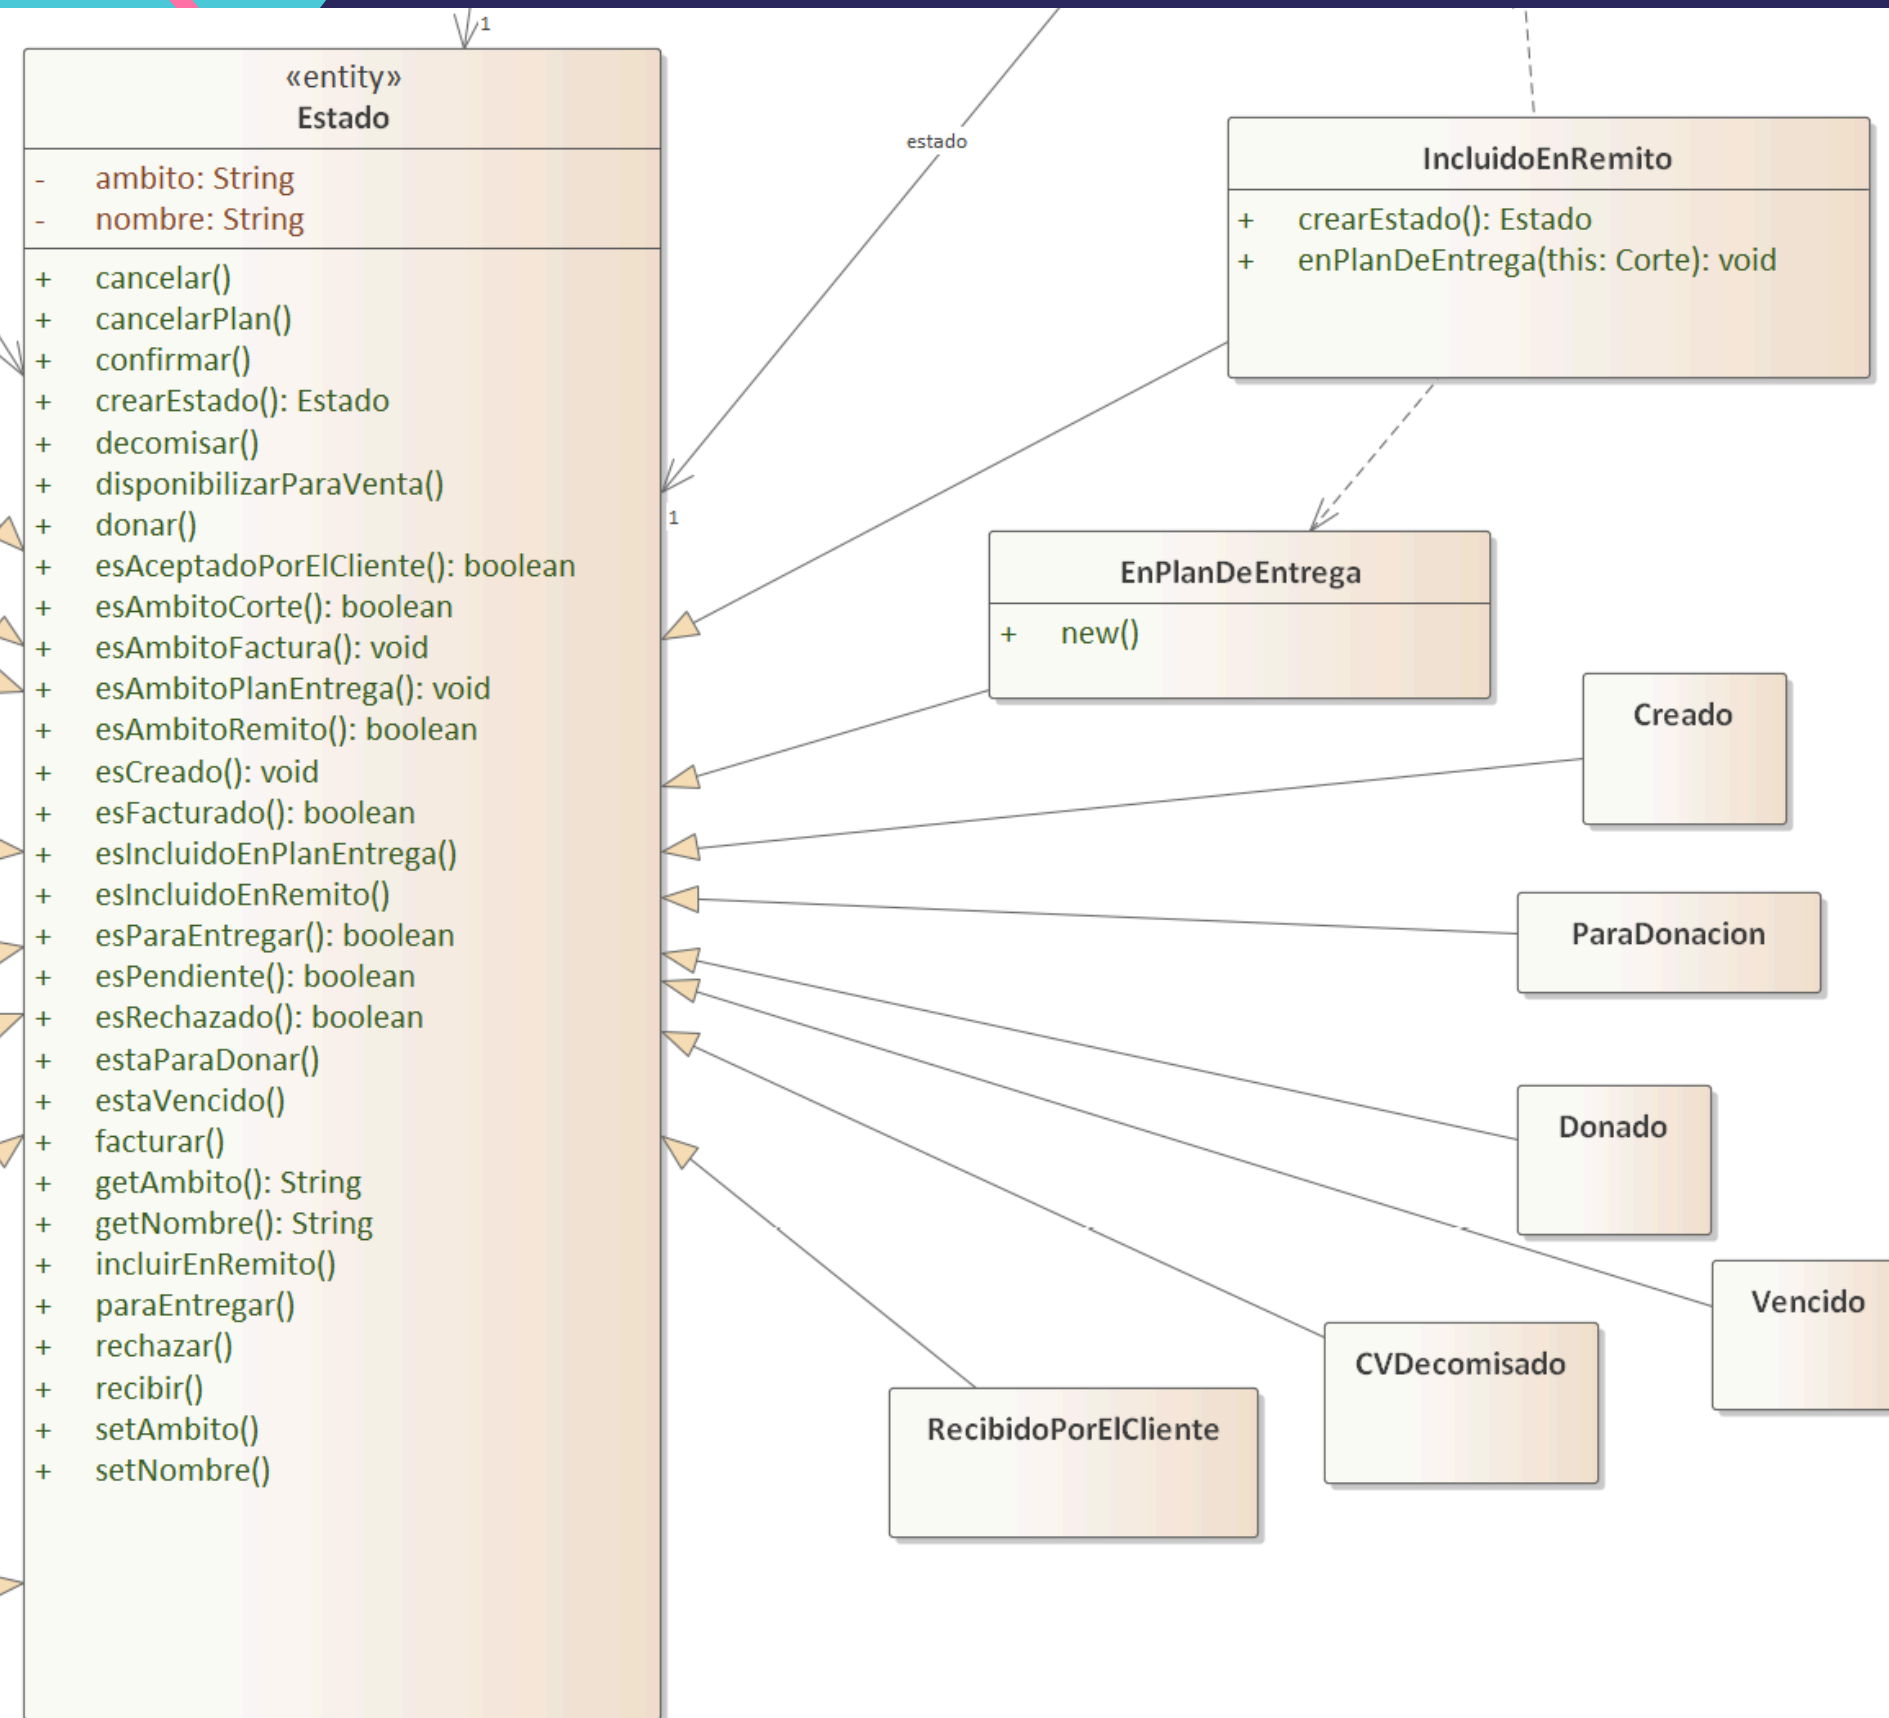 1
«entity»
Estado
- ambito: String
- nombre: String
+ cancelar()
+ cancelarPlan()
+ confirmar()
+ crearEstado(): Estado
+ decomisar()
+ disponibilizarParaVenta()
+ donar()
+ esAceptadoPorElCliente(): boolean
+ esAmbitoCorte(): boolean
+ esAmbitoFactura(): void
+ esAmbitoPlanEntrega(): void
+ esAmbitoRemito(): boolean
+ esCreado(): void
+ esFacturado(): boolean
+ esIncluidoEnPlanEntrega()
+ esIncluidoEnRemito()
+ esParaEntregar(): boolean
+ esPendiente(): boolean
+ esRechazado(): boolean
+ estaParaDonar()
+ estaVencido()
+ facturar()
+ getAmbito(): String
+ getNombre(): String
+ incluirEnRemito()
+ paraEntregar()
+ rechazar()
+ recibir()
+ setAmbito()
+ setNombre()
estado
1
IncluidoEnRemito
+ crearEstado(): Estado
+ enPlanDeEntrega(this: Corte): void
EnPlanDeEntrega
+ new()
Creado
ParaDonacion
Donado
Vencido
CVDecomisado
RecibidoPorElCliente